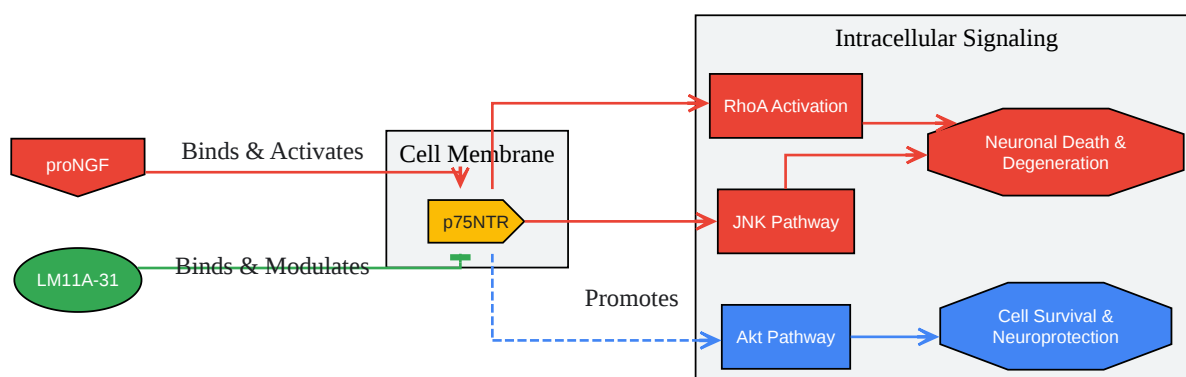 Intracellular Signaling
RhoA Activation
proNGF
Binds & Activates
Cell Membrane
Neuronal Death &
Degeneration
p75NTR
JNK Pathway
LM11A-31
Binds & Modulates
Promotes
Akt Pathway
Cell Survival &
Neuroprotection